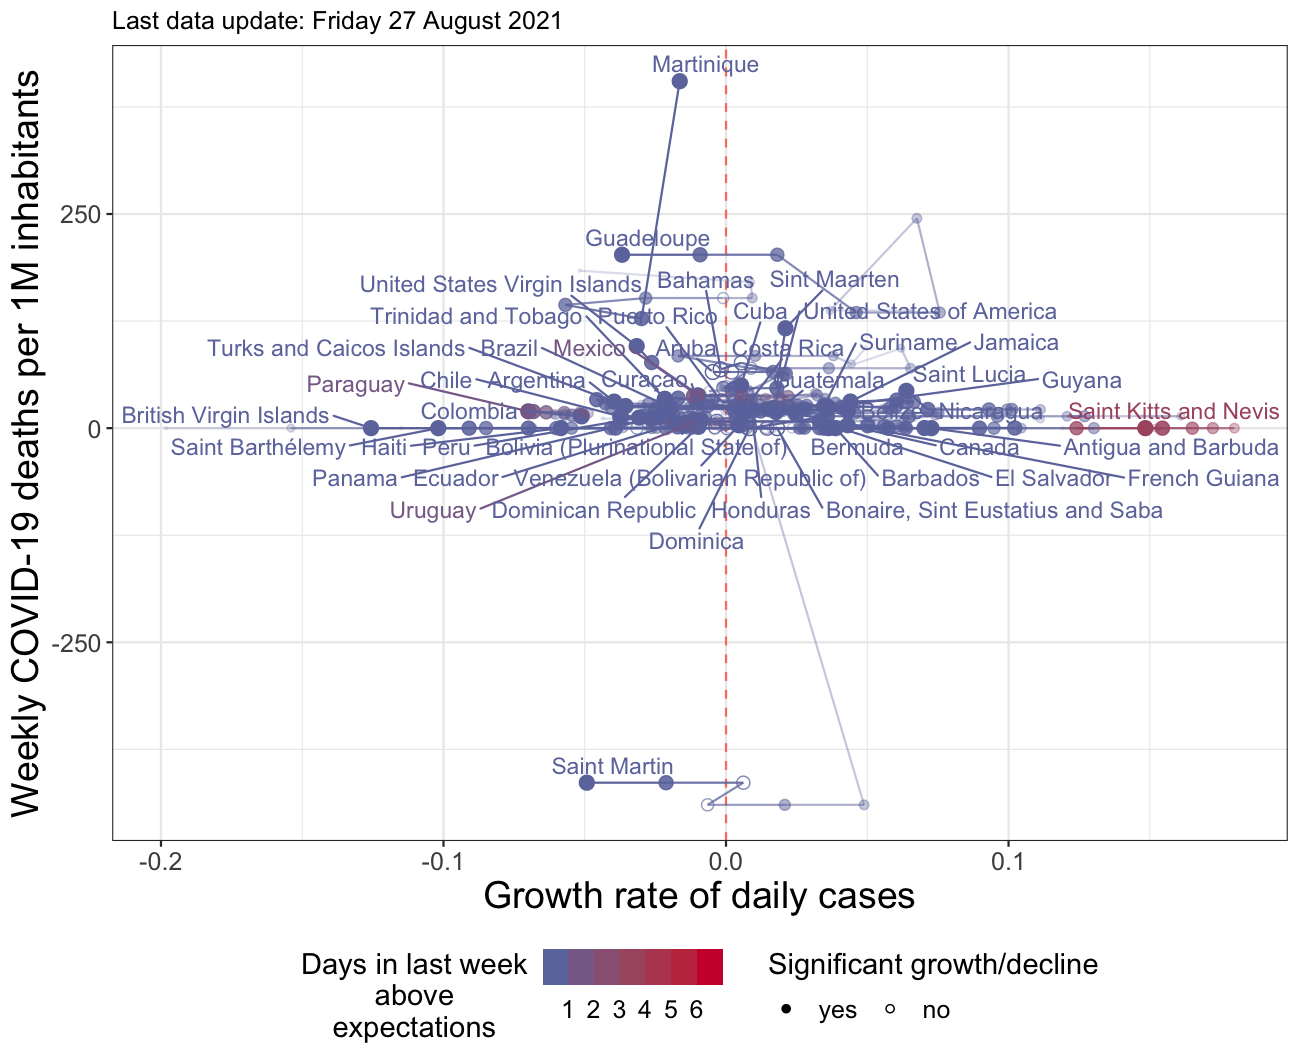 Last data update: Friday 27 August 2021
Weekly COVID-19 deaths per 1M inhabitants
250
0
-250
Martinique
Guadeloupe
United States Virgin Islands Bahamas Sint Maarten
Trinidad and Tobago Puerto Rico Cuba United States of America
Turks and Caicos Islands Brazil Mexico Aruba Costa Rica Suriname Jamaica
Paraguay Chile Argentina Curaçao Guatemala Saint Lucia Guyana
British Virgin Islands Colombia Belize Nicaragua Saint Kitts and Nevis
Saint Barthélemy Haiti Peru Bolivia (Plurinational State of) Bermuda Canada Antigua and Barbuda
Panama Ecuador Venezuela (Bolivarian Republic of) Barbados El Salvador French Guiana
Uruguay Dominican Republic Honduras Bonaire, Sint Eustatius and Saba
Dominica
Saint Martin
-0.2 -0.1 0.0 0.1
Growth rate of daily cases
Days in last week
above
expectations
1 2 3 4 5 6
Significant growth/decline
yes no